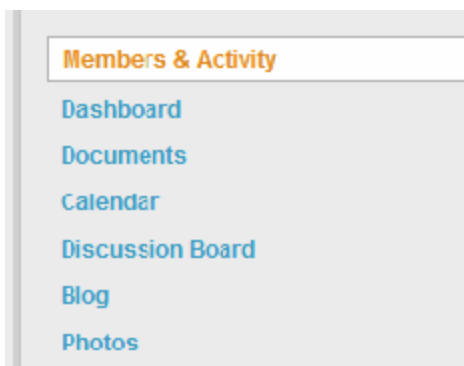 Members & Activity
Dashboard
Documents
Calendar
Discussion Board
Blog
Photos